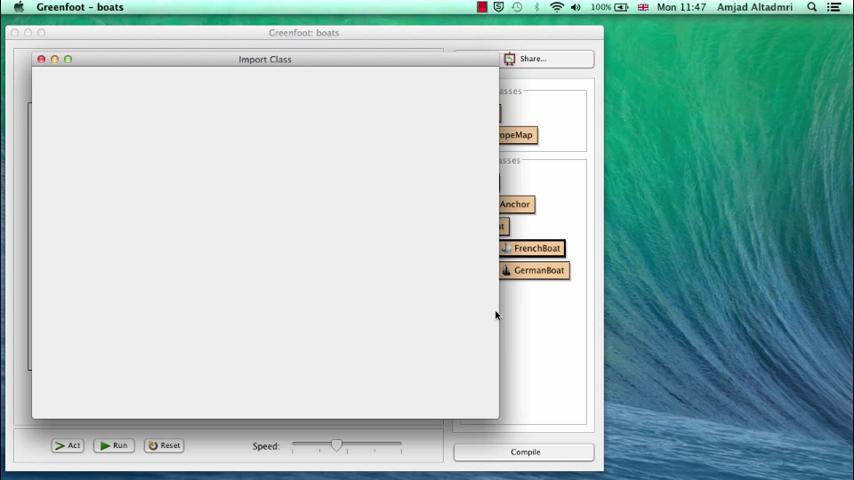 Greenfoot - boats
100%
Mon 11:47
Amjad Altadmri
Greenfoot: boats
Import Class
Share...
asses
opeMap
asses
Anchor
FrenchBoat
GermanBoat
Act
Run
Reset
Speed:
Compile